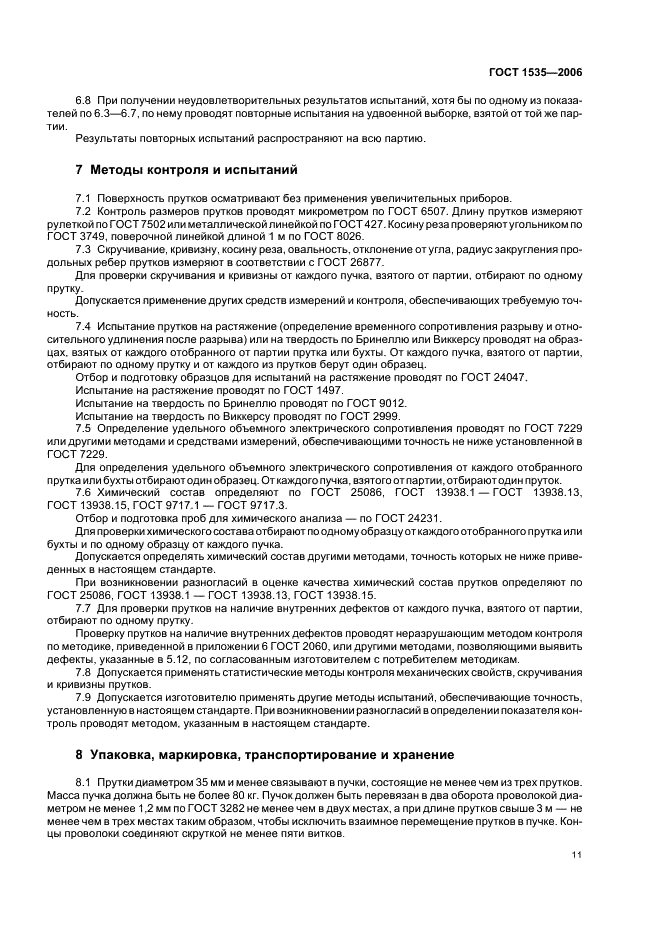 ГОСТ 1535—2006
6.8 При получении неудовлетворительных результатов испытаний, хотя бы по одному из показа-
телей по 6.3—6.7, по нему проводят повторные испытания на удвоенной выборке, взятой от той же пар-
тии.
Результаты повторных испытаний распространяют на всю партию.
7 Методы контроля и испытаний
7.1 Поверхность прутков осматривают без применения увеличительных приборов.
7.2 Контроль размеров прутков проводят микрометром по ГОСТ 6507. Длину прутков измеряют
рулеткой по ГОСТ 7502 или металлической линейкой по ГОСТ 427. Косину реза проверяют угольником по
ГОСТ 3749, поверочной линейкой длиной 1 м по ГОСТ 8026.
7.3 Скручивание, кривизну, косину реза, овальность, отклонение от угла, радиус закругления про-
дольных ребер прутков измеряют в соответствии с ГОСТ 26877.
Для проверки скручивания и кривизны от каждого пучка, взятого от партии, отбирают по одному
прутку.
Допускается применение других средств измерений и контроля, обеспечивающих требуемую точ-
ность.
7.4 Испытание прутков на растяжение (определение временного сопротивления разрыву и отно-
сительного удлинения после разрыва) или на твердость по Бринеллю или Виккерсу проводят на образ-
цах, взятых от каждого отобранного от партии прутка или бухты. От каждого пучка, взятого от партии,
отбирают по одному прутку и от каждого из прутков берут один образец.
Отбор и подготовку образцов для испытаний на растяжение проводят по ГОСТ 24047.
Испытание на растяжение проводят по ГОСТ 1497.
Испытание на твердость по Бринеллю проводят по ГОСТ 9012.
Испытание на твердость по Виккерсу проводят по ГОСТ 2999.
7.5 Определение удельного объемного электрического сопротивления проводят по ГОСТ 7229
или другими методами и средствами измерений, обеспечивающими точность не ниже установленной в
ГОСТ 7229.
Для определения удельного объемного электрического сопротивления от каждого отобранного
прутка или бухты отбирают один образец. От каждого пучка, взятого от партии, отбирают один пруток.
7.6 Химический состав определяют по ГОСТ 25086, ГОСТ 13938.1 — ГОСТ 13938.13,
ГОСТ 13938.15, ГОСТ 9717.1 — ГОСТ 9717.3.
Отбор и подготовка проб для химического анализа — по ГОСТ 24231.
Для проверки химического состава отбирают по одному образцу от каждого отобранного прутка или
бухты и по одному образцу от каждого пучка.
Допускается определять химический состав другими методами, точность которых не ниже приве-
денных в настоящем стандарте.
При возникновении разногласий в оценке качества химический состав прутков определяют по
ГОСТ 25086, ГОСТ 13938.1 — ГОСТ 13938.13, ГОСТ 13938.15.
7.7 Для проверки прутков на наличие внутренних дефектов от каждого пучка, взятого от партии,
отбирают по одному прутку.
Проверку прутков на наличие внутренних дефектов проводят неразрушающим методом контроля
по методике, приведенной в приложении 6 ГОСТ 2060, или другими методами, позволяющими выявить
дефекты, указанные в 5.12, по согласованным изготовителем с потребителем методикам.
7.8 Допускается применять статистические методы контроля механических свойств, скручивания
и кривизны прутков.
7.9 Допускается изготовителю применять другие методы испытаний, обеспечивающие точность,
установленную в настоящем стандарте. При возникновении разногласий в определении показателя кон-
троль проводят методом, указанным в настоящем стандарте.
8 Упаковка, маркировка, транспортирование и хранение
8.1 Прутки диаметром 35 мм и менее связывают в пучки, состоящие не менее чем из трех прутков.
Масса пучка должна быть не более 80 кг. Пучок должен быть перевязан в два оборота проволокой диа-
метром не менее 1,2 мм по ГОСТ 3282 не менее чем в двух местах, а при длине прутков свыше 3 м — не
менее чем в трех местах таким образом, чтобы исключить взаимное перемещение прутков в пучке. Кон-
цы проволоки соединяют скруткой не менее пяти витков.
11